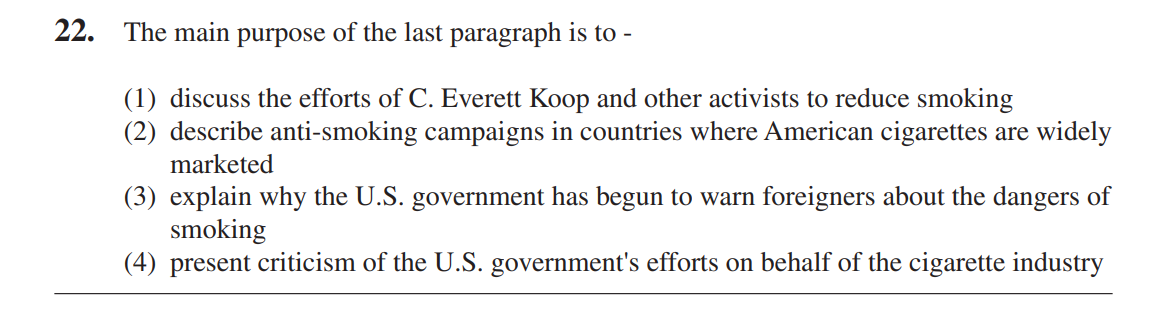 22. The main purpose of the last paragraph is to -
(1) discuss the efforts of C. Everett Koop and other activists to reduce smoking
(2) describe anti-smoking campaigns in countries where American cigarettes are widely
marketed
(3) explain why the U.S. government has begun to warn foreigners about the dangers of
smoking
(4) present criticism of the U.S. government's efforts on behalf of the cigarette industry